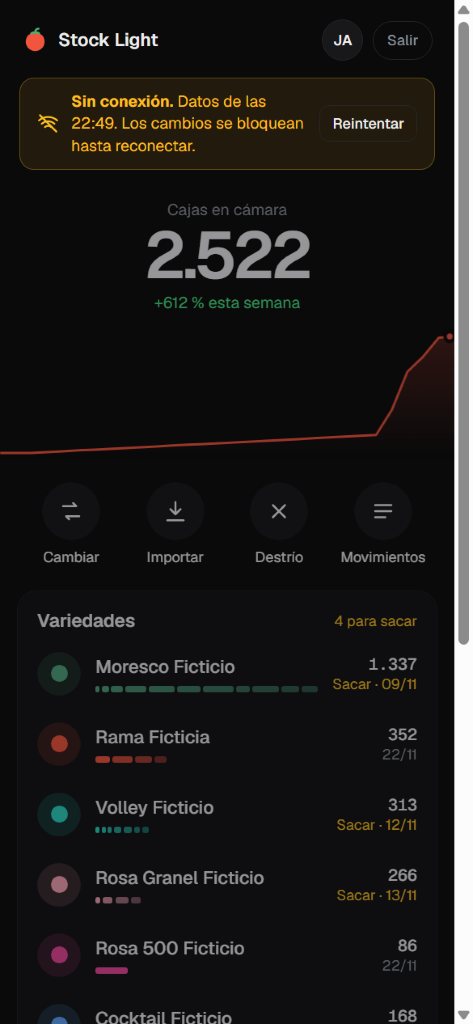 Stock Light
JA
Salir
Sin conexión. Datos de las
22:49. Los cambios se bloquean
hasta reconectar.
Reintentar
Cajas en cámara
2.522
+612 % esta semana
Cambiar
Importar
Destrío
Movimientos
Variedades
4 para sacar
Moresco Ficticio
1.337
Sacar · 09/11
Rama Ficticia
352
22/11
Volley Ficticio
313
Sacar · 12/11
Rosa Granel Ficticio
266
Sacar · 13/11
Rosa 500 Ficticio
86
22/11
Cocktail Ficticio
168